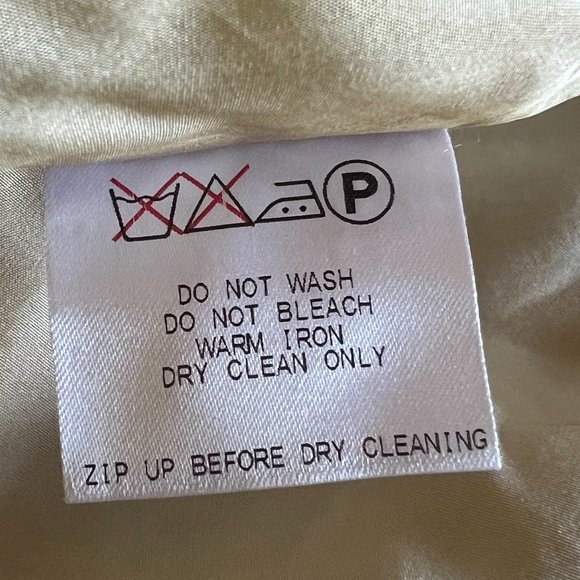 P
DO NOT WASH
DO NOT BLEACH
WARM IRON
DRY CLEAN ONLY
ZIP UP BEFORE DRY CLEANING